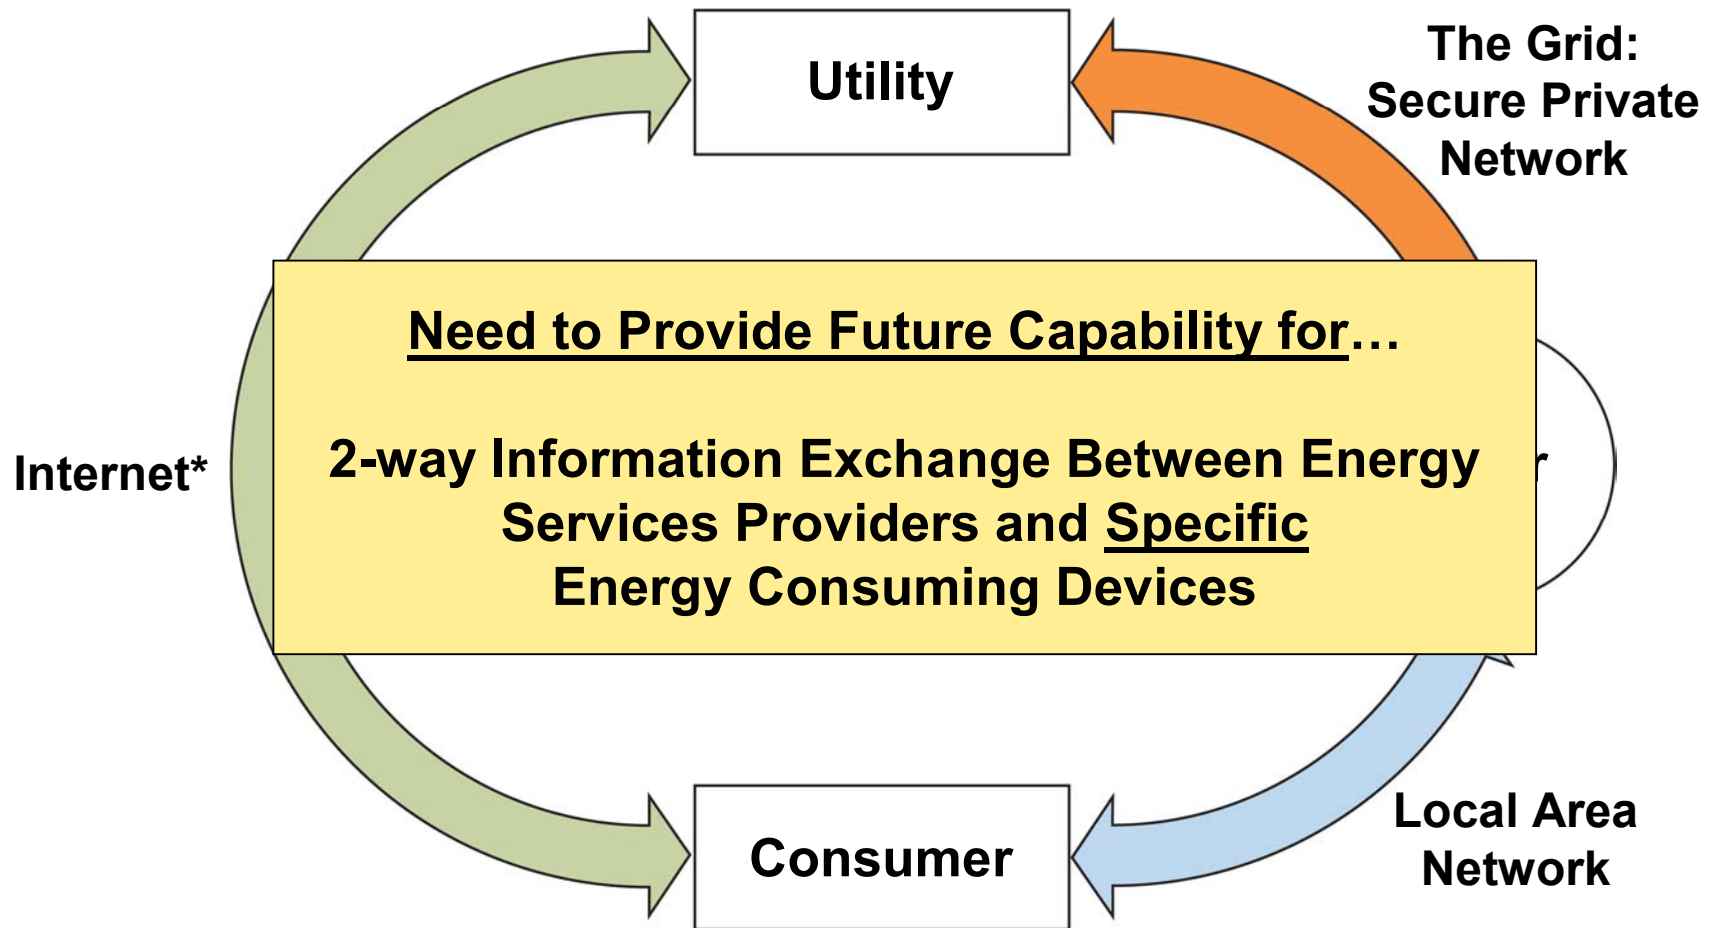 Utility
The Grid:
Secure Private
Network
Need to Provide Future Capability for…
2-way Information Exchange Between Energy
Services Providers and Specific
Energy Consuming Devices
Internet*
Consumer
Local Area
Network